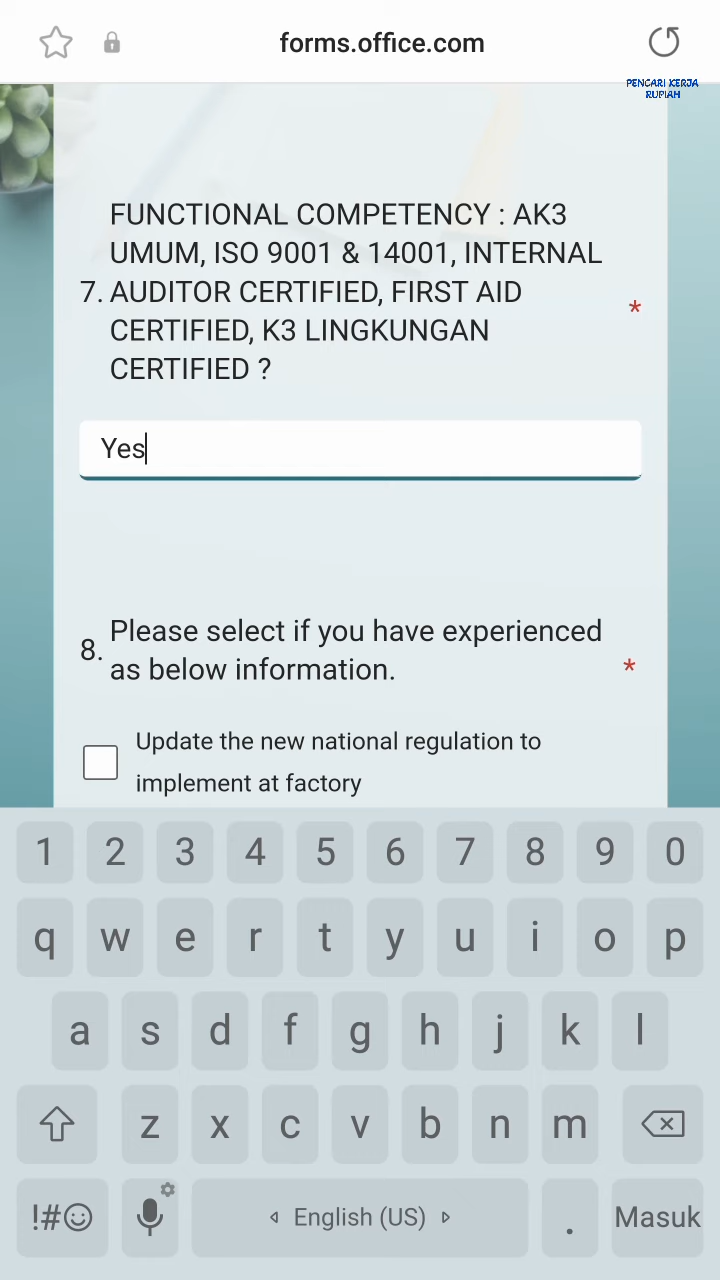 forms.office.com
PENCARI KERJA
RUPIAH
FUNCTIONAL COMPETENCY : AK3
UMUM, ISO 9001 & 14001, INTERNAL
7. AUDITOR CERTIFIED, FIRST AID *
CERTIFIED, K3 LINGKUNGAN
CERTIFIED ?
Yes
Please select if you have experienced
8. as below information. *
Update the new national regulation to
implement at factory
1 2 3 4 5 6 7 8 9 0
q w e r t y u i o p
a s d f g h j k l
z x c v b n m
!#☺ English (US) . Masuk